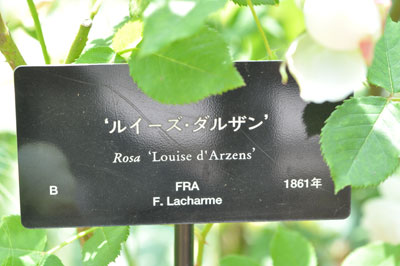 ‘ルイーズ・ダルザン’
Rosa ‘Louise d'Arzens’
B FRA 1861年
F. Lacharme